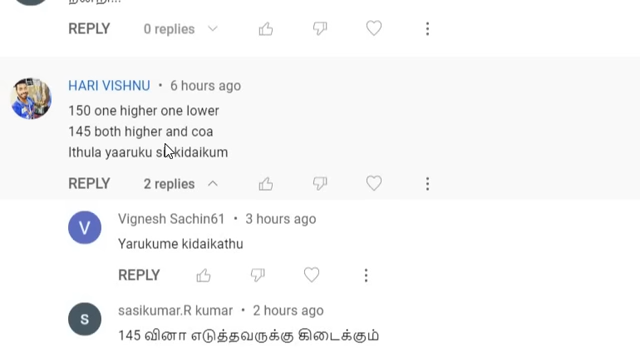 REPLY 0 replies
HARI VISHNU • 6 hours ago
150 one higher one lower
145 both higher and coa
Ithula yaaruku kidaikum
REPLY 2 replies
V
Vignesh Sachin61 • 3 hours ago
Yarukume kidaikathu
REPLY
s
sasikumar.R kumar • 2 hours ago
145 வினா எடுத்தவருக்கு கிடைக்கும்